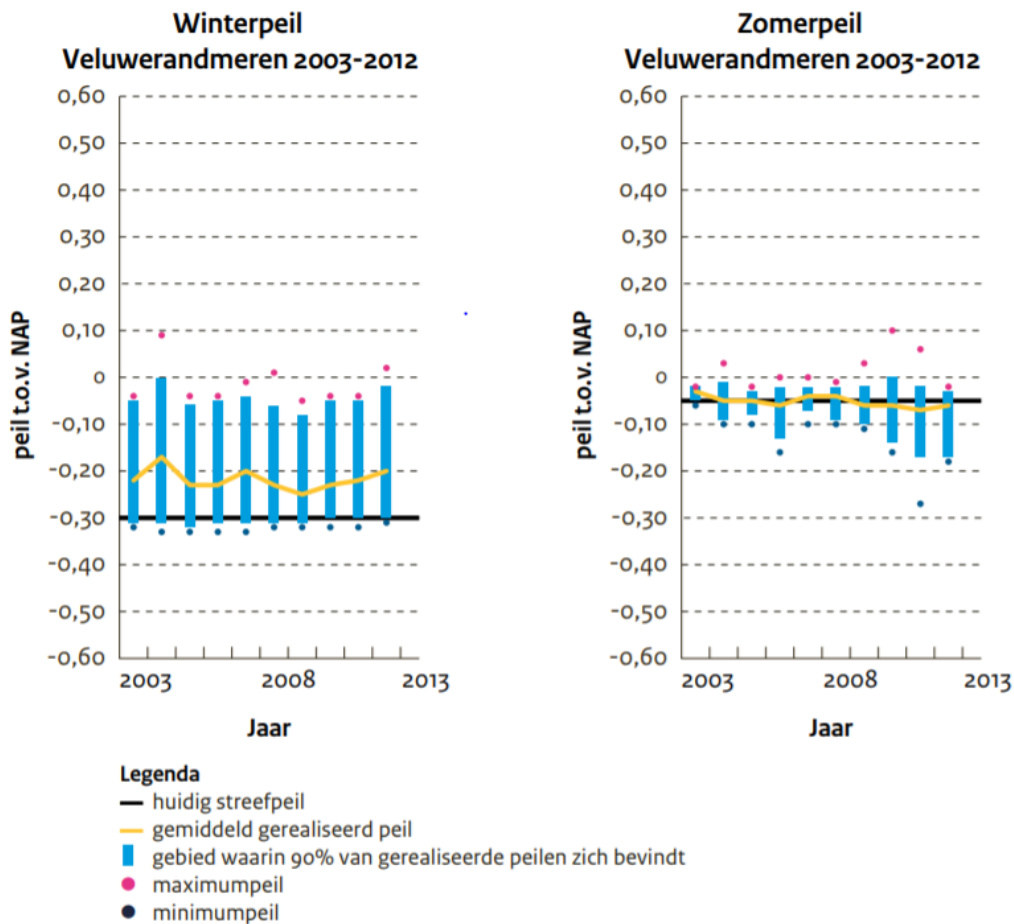 Winterpeil
Veluwerandmeren 2003-2012
0,60
0,50
0,40
0,30
0,20
0,10
0
-0,10
-0,20
-0,30
-0,40
-0,50
-0,60
peil t.o.v. NAP
2003 2008 2013
Jaar
Zomerpeil
Veluwerandmeren 2003-2012
0,60
0,50
0,40
0,30
0,20
0,10
0
-0,10
-0,20
-0,30
-0,40
-0,50
-0,60
peil t.o.v. NAP
2003 2008 2013
Jaar
Legenda
huidig streefpeil
gemiddeld gerealiseerd peil
gebied waarin 90% van gerealiseerde peilen zich bevindt
maximumpeil
minimumpeil